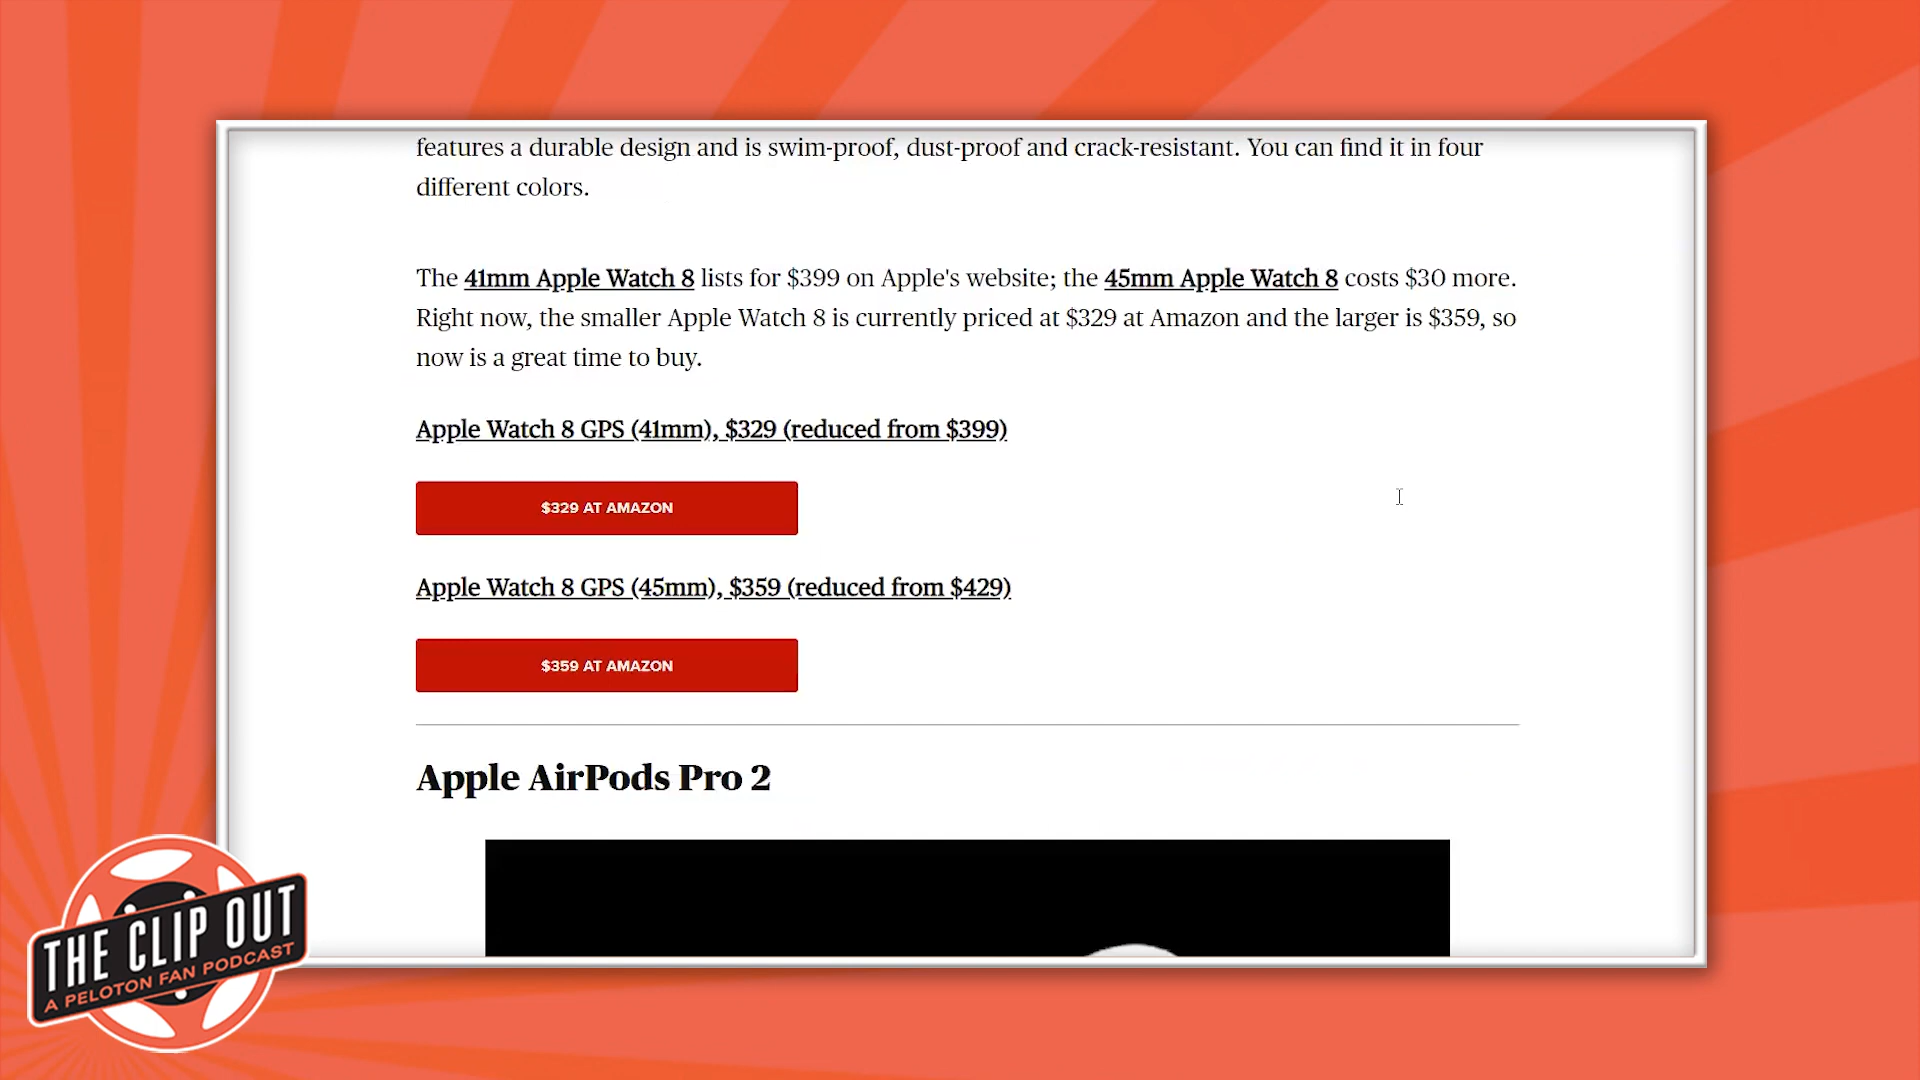 features a durable design and is swim-proof, dust-proof and crack-resistant. You can find it in four
different colors.
The 41mm Apple Watch 8 lists for $399 on Apple's website; the 45mm Apple Watch 8 costs $30 more.
Right now, the smaller Apple Watch 8 is currently priced at $329 at Amazon and the larger is $359, so
now is a great time to buy.
Apple Watch 8 GPS (41mm), $329 (reduced from $399)
$329 AT AMAZON
Apple Watch 8 GPS (45mm), $359 (reduced from $429)
$359 AT AMAZON
Apple AirPods Pro 2
THE CLIP OUT
A PELOTON FAN PODCAST